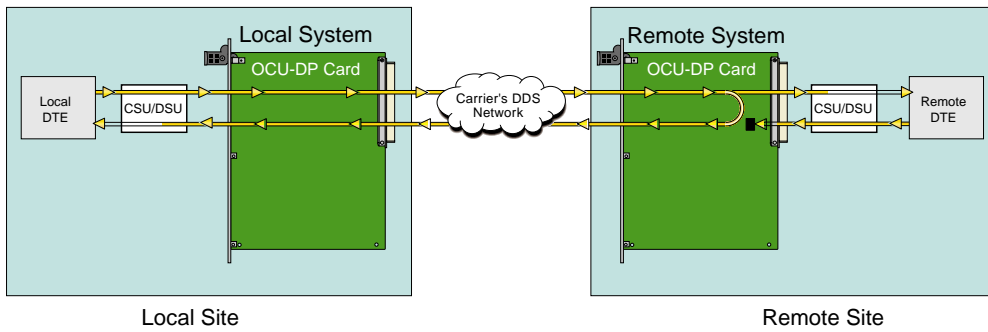 Local System
Remote System
OCU-DP Card
OCU-DP Card
Local
DTE
CSU/DSU
Carrier's DDS
Network
CSU/DSU
Remote
DTE
Local Site
Remote Site